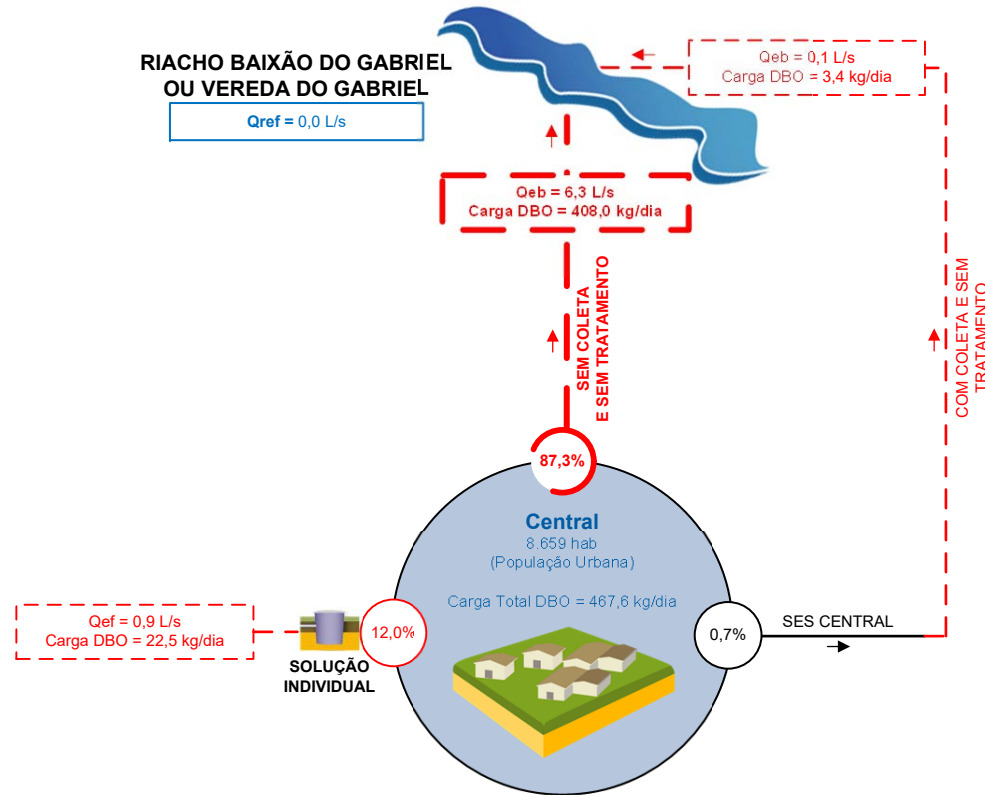 RIACHO BAIXÃO DO GABRIEL
OU VEREDA DO GABRIEL
Qref = 0,0 L/s
Qeb = 0,1 L/s
Carga DBO = 3,4 kg/dia
Qeb = 6,3 L/s
Carga DBO = 408,0 kg/dia
SEM COLETA
E SEM TRATAMENTO
COM COLETA E SEM
TRATAMENTO
87,3%
Central
8.659 hab
(População Urbana)
Carga Total DBO = 467,6 kg/dia
Qef = 0,9 L/s
Carga DBO = 22,5 kg/dia
12,0%
SOLUÇÃO
INDIVIDUAL
0,7%
SES CENTRAL